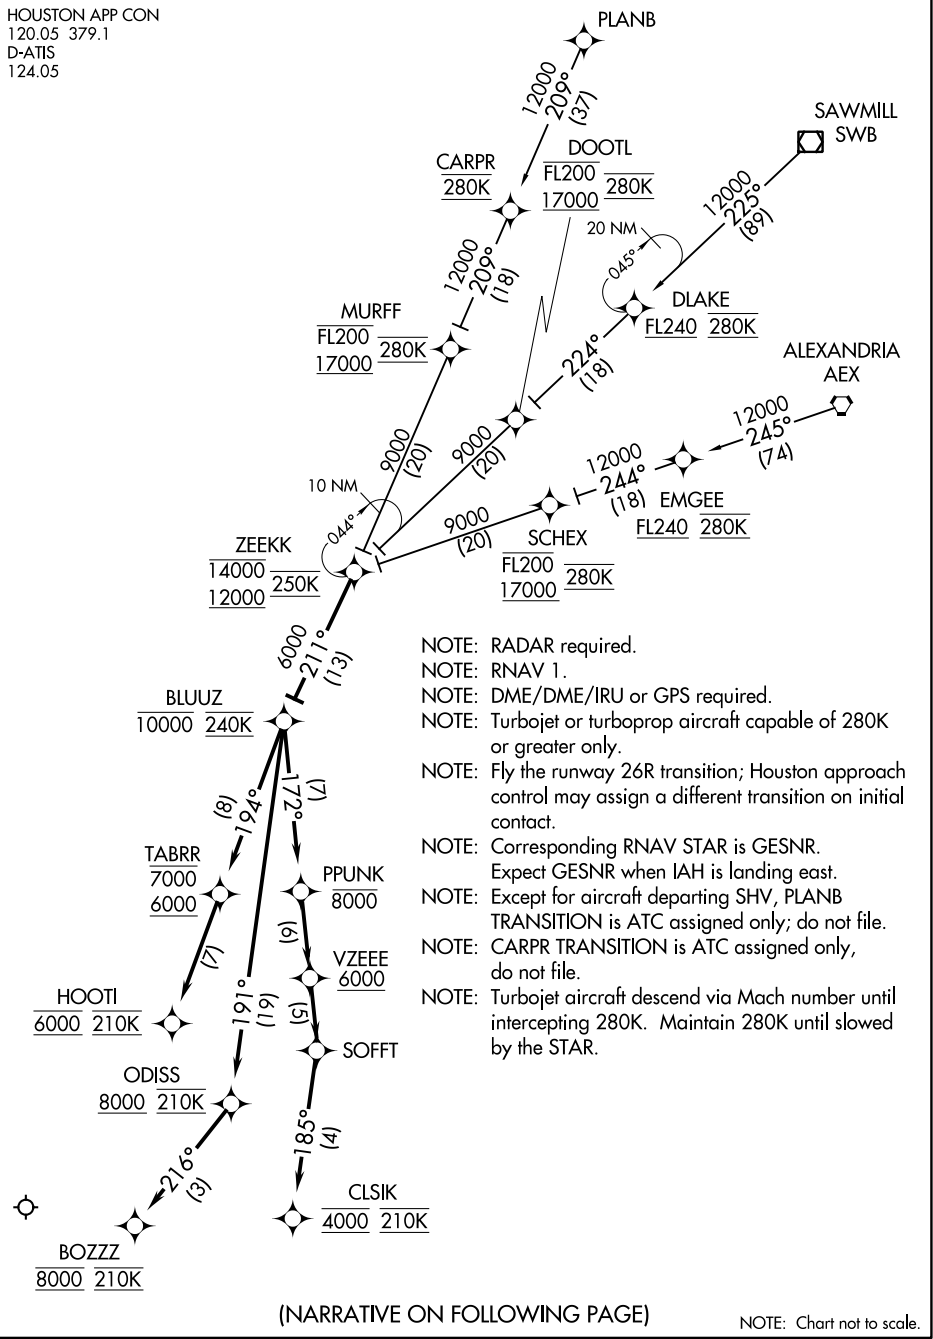 HOUSTON APP CON
120.05 379.1
D-ATIS
124.05
PLANB
12000
209°
(37)
SAWMILL
SWB
12000
225°
(89)
CARPR
280K
DOOTL
FL200
17000
280K
20 NM
045°
12000
209°
(18)
DLAKE
FL240 280K
MURFF
FL200
17000
280K
224°
(18)
ALEXANDRIA
AEX
12000
245°
(74)
9000
(20)
9000
(20)
12000
244°
(18)
EMGEE
FL240 280K
10 NM
044°
9000
(20)
SCHEX
FL200
17000
280K
ZEEKK
14000
12000
250K
6000
211°
(13)
BLUUZ
10000 240K
NOTE: RADAR required.
NOTE: RNAV 1.
NOTE: DME/DME/IRU or GPS required.
NOTE: Turbojet or turboprop aircraft capable of 280K
or greater only.
NOTE: Fly the runway 26R transition; Houston approach
control may assign a different transition on initial
contact.
NOTE: Corresponding RNAV STAR is GESNR.
Expect GESNR when IAH is landing east.
NOTE: Except for aircraft departing SHV, PLANB
TRANSITION is ATC assigned only; do not file.
NOTE: CARPR TRANSITION is ATC assigned only,
do not file.
NOTE: Turbojet aircraft descend via Mach number until
intercepting 280K. Maintain 280K until slowed
by the STAR.
(8)
194°
172°
(7)
TABRR
7000
6000
PPUNK
8000
(7)
(6)
VZEEE
6000
HOOTI
6000 210K
191°
(19)
(5)
SOFFT
ODISS
8000 210K
185°
(4)
216°
(3)
CLSIK
4000 210K
BOZZZ
8000 210K
(NARRATIVE ON FOLLOWING PAGE)
NOTE: Chart not to scale.